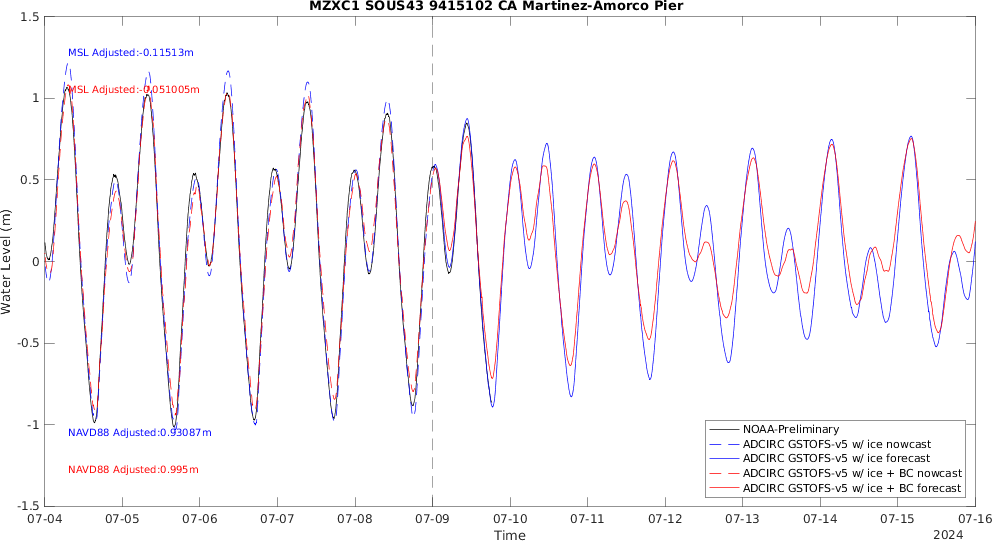 MZXC1 SOUS43 9415102 CA Martinez-Amorco Pier
1.5
1
0.5
0
-0.5
-1
-1.5
Water Level (m)
MSL Adjusted:-0.11513m
MSL Adjusted:-0.051005m
NAVD88 Adjusted:0.93087m
NAVD88 Adjusted:0.995m
NOAA-Preliminary
ADCIRC GSTOFS-v5 w/ ice nowcast
ADCIRC GSTOFS-v5 w/ ice forecast
ADCIRC GSTOFS-v5 w/ ice + BC nowcast
ADCIRC GSTOFS-v5 w/ ice + BC forecast
07-04 07-05 07-06 07-07 07-08 07-09 07-10 07-11 07-12 07-13 07-14 07-15 07-16
Time
2024